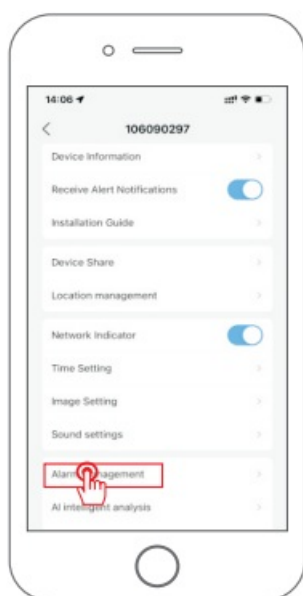 14:06
106090297
Device Information
Receive Alert Notifications
Installation Guide
Device Share
Location management
Network Indicator
Time Setting
Image Setting
Sound settings
Alarm management
AI intelligent analysis